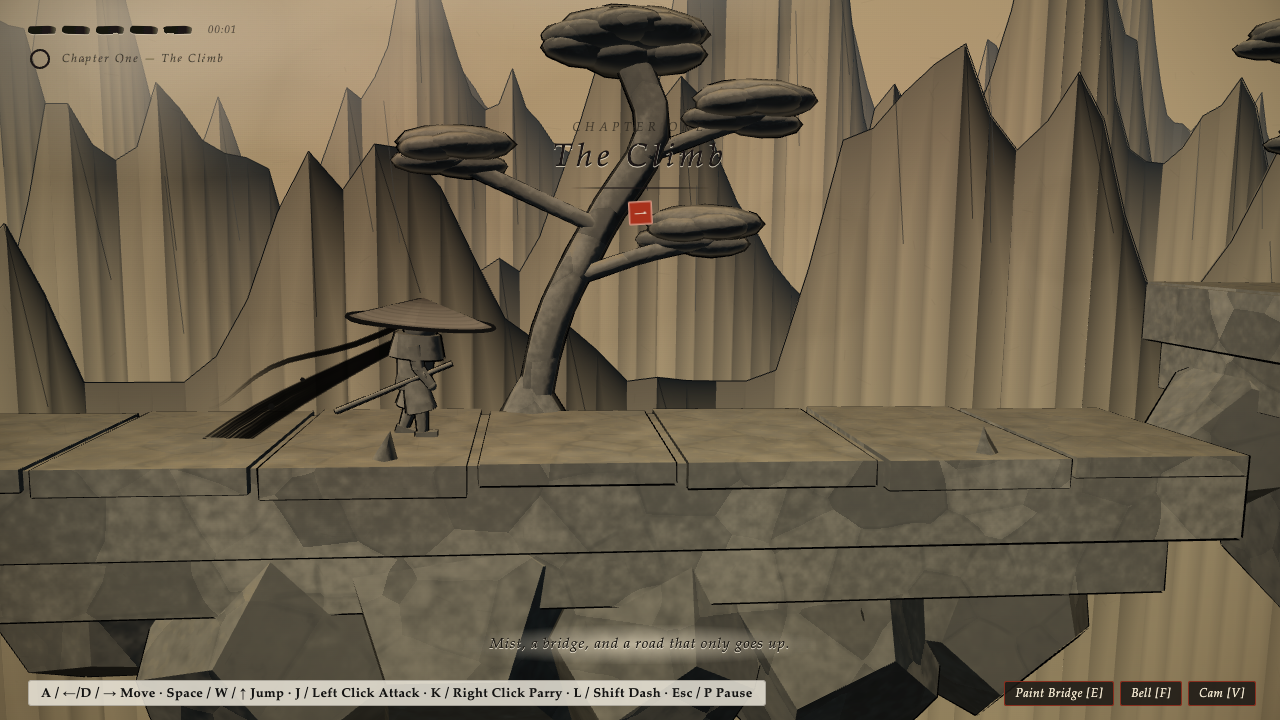 00:01
Chapter One — The Climb
CHAPTER O
The Climb
Mist, a bridge, and a road that only goes up.
A / ←/D / → Move · Space / W / ↑ Jump · J / Left Click Attack · K / Right Click Parry · L / Shift Dash · Esc / P Pause
Paint Bridge [E]
Bell [F]
Cam [V]